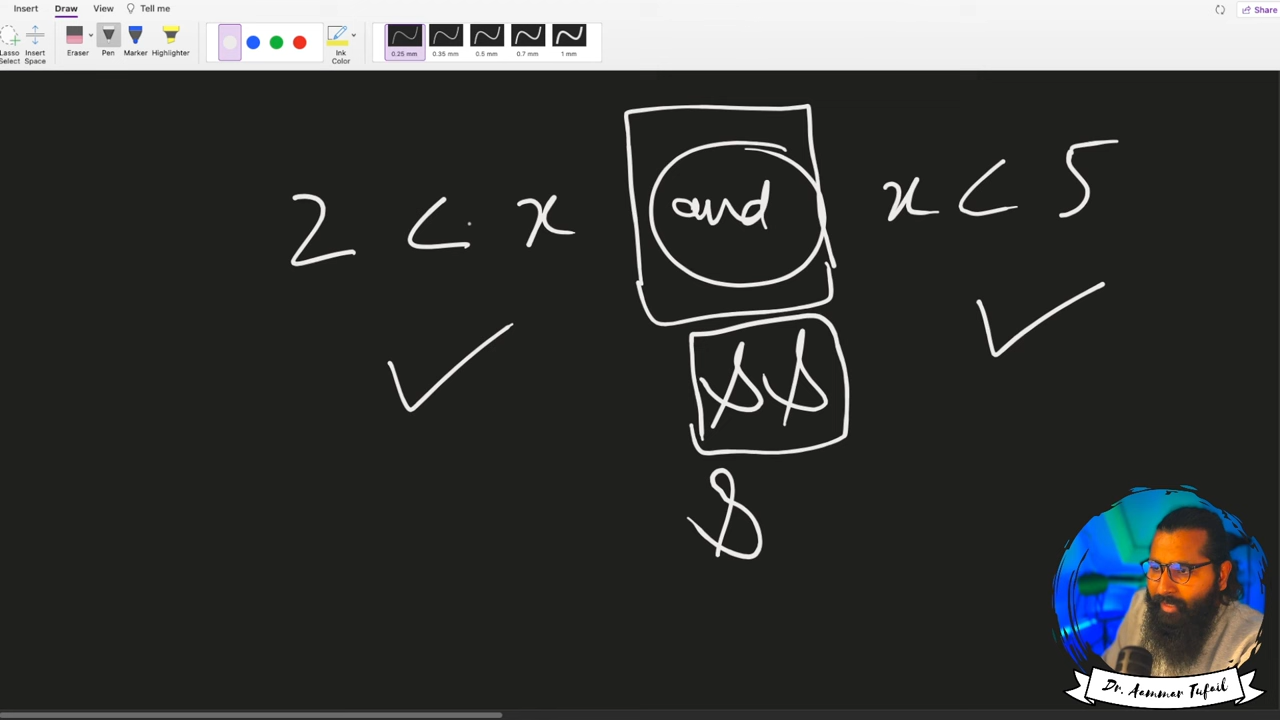 Insert Draw View Tell me
Share
Lasso Select
Insert Space
Eraser
Pen
Marker
Highlighter
Ink Color
0.25 mm
0.35 mm
0.5 mm
0.7 mm
1 mm
2 < x and x < 5
&&
&
Dr. Aammar Tufail